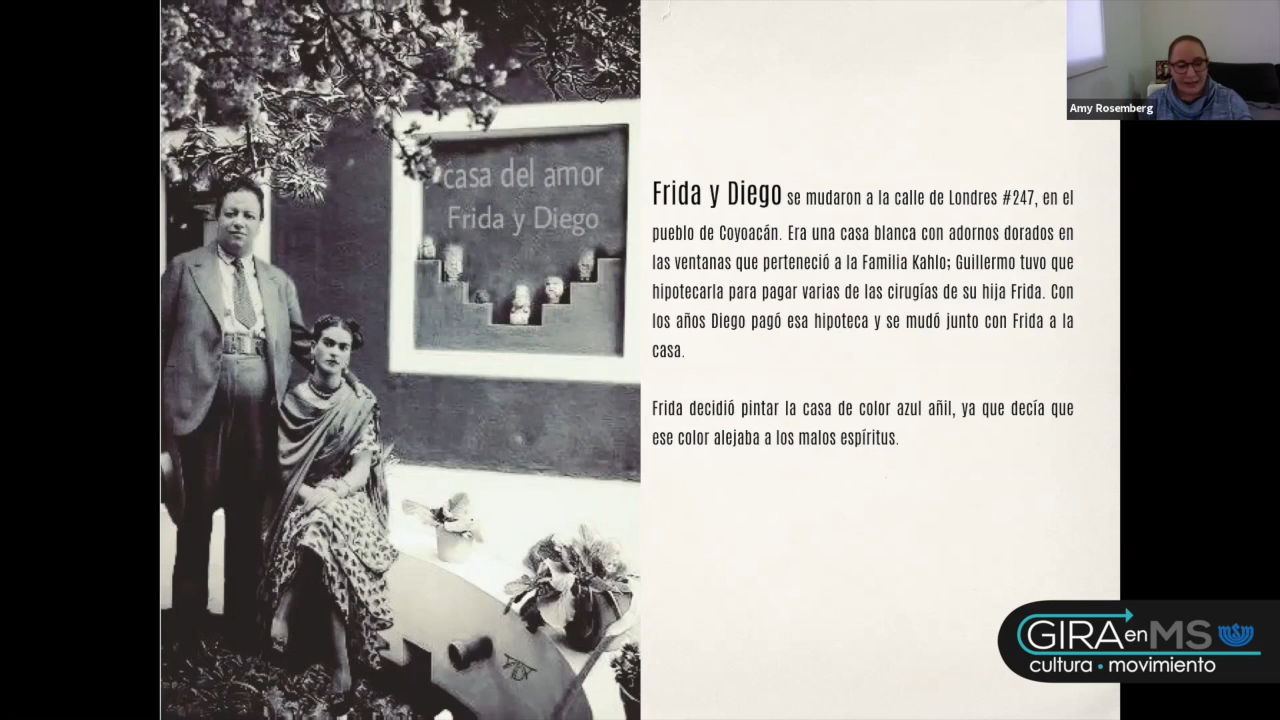 Amy Rosemberg
casa del amor
Frida y Diego
Frida y Diego se mudaron a la calle de Londres #247, en el
pueblo de Coyoacán. Era una casa blanca con adornos dorados en
las ventanas que perteneció a la Familia Kahlo; Guillermo tuvo que
hipotecarla para pagar varias de las cirugías de su hija Frida. Con
los años Diego pagó esa hipoteca y se mudó junto con Frida a la
casa.
Frida decidió pintar la casa de color azul añil, ya que decía que
ese color alejaba a los malos espíritus.
GIRA en MS
cultura • movimiento